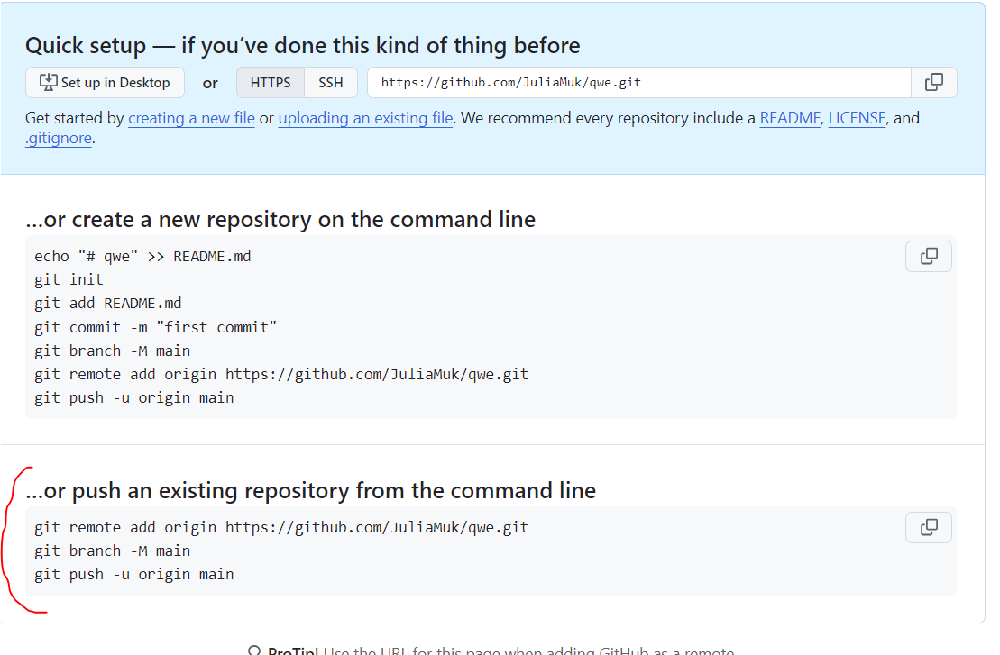 Quick setup — if you’ve done this kind of thing before
Set up in Desktop or HTTPS SSH https://github.com/JuliaMuk/qwe.git
Get started by creating a new file or uploading an existing file. We recommend every repository include a README, LICENSE, and
.gitignore.
...or create a new repository on the command line
echo "# qwe" >> README.md
git init
git add README.md
git commit -m "first commit"
git branch -M main
git remote add origin https://github.com/JuliaMuk/qwe.git
git push -u origin main
...or push an existing repository from the command line
git remote add origin https://github.com/JuliaMuk/qwe.git
git branch -M main
git push -u origin main
ProTip! Use the URL for this page when adding GitHub as a remote.